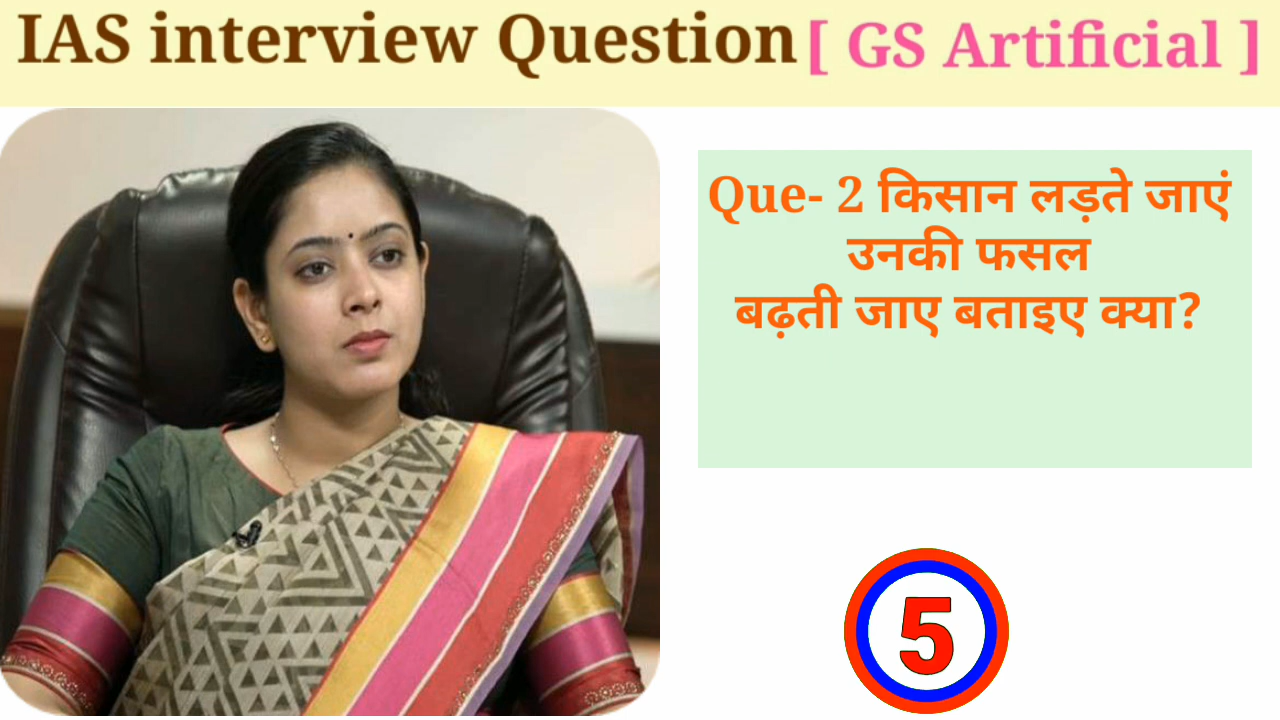 IAS interview Question [ GS Artificial ]
Que- 2 किसान लड़ते जाएं
उनकी फसल
बढ़ती जाए बताइए क्या?
5